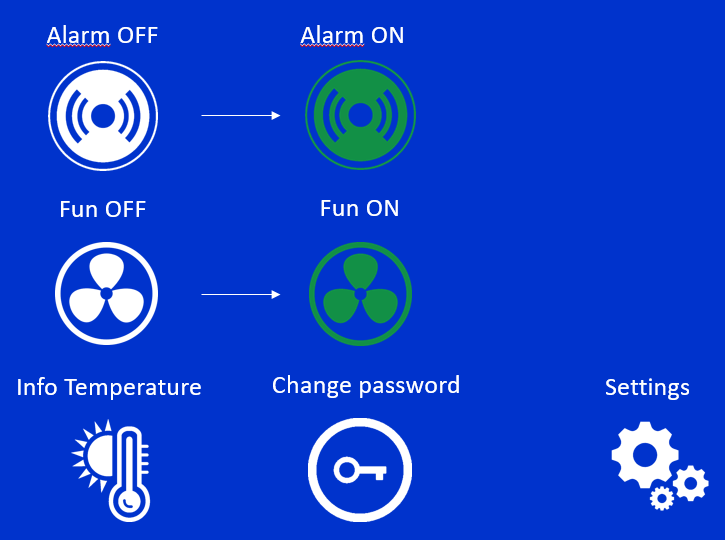 Alarm OFF
Alarm ON
Fun OFF
Fun ON
Info Temperature
Change password
Settings